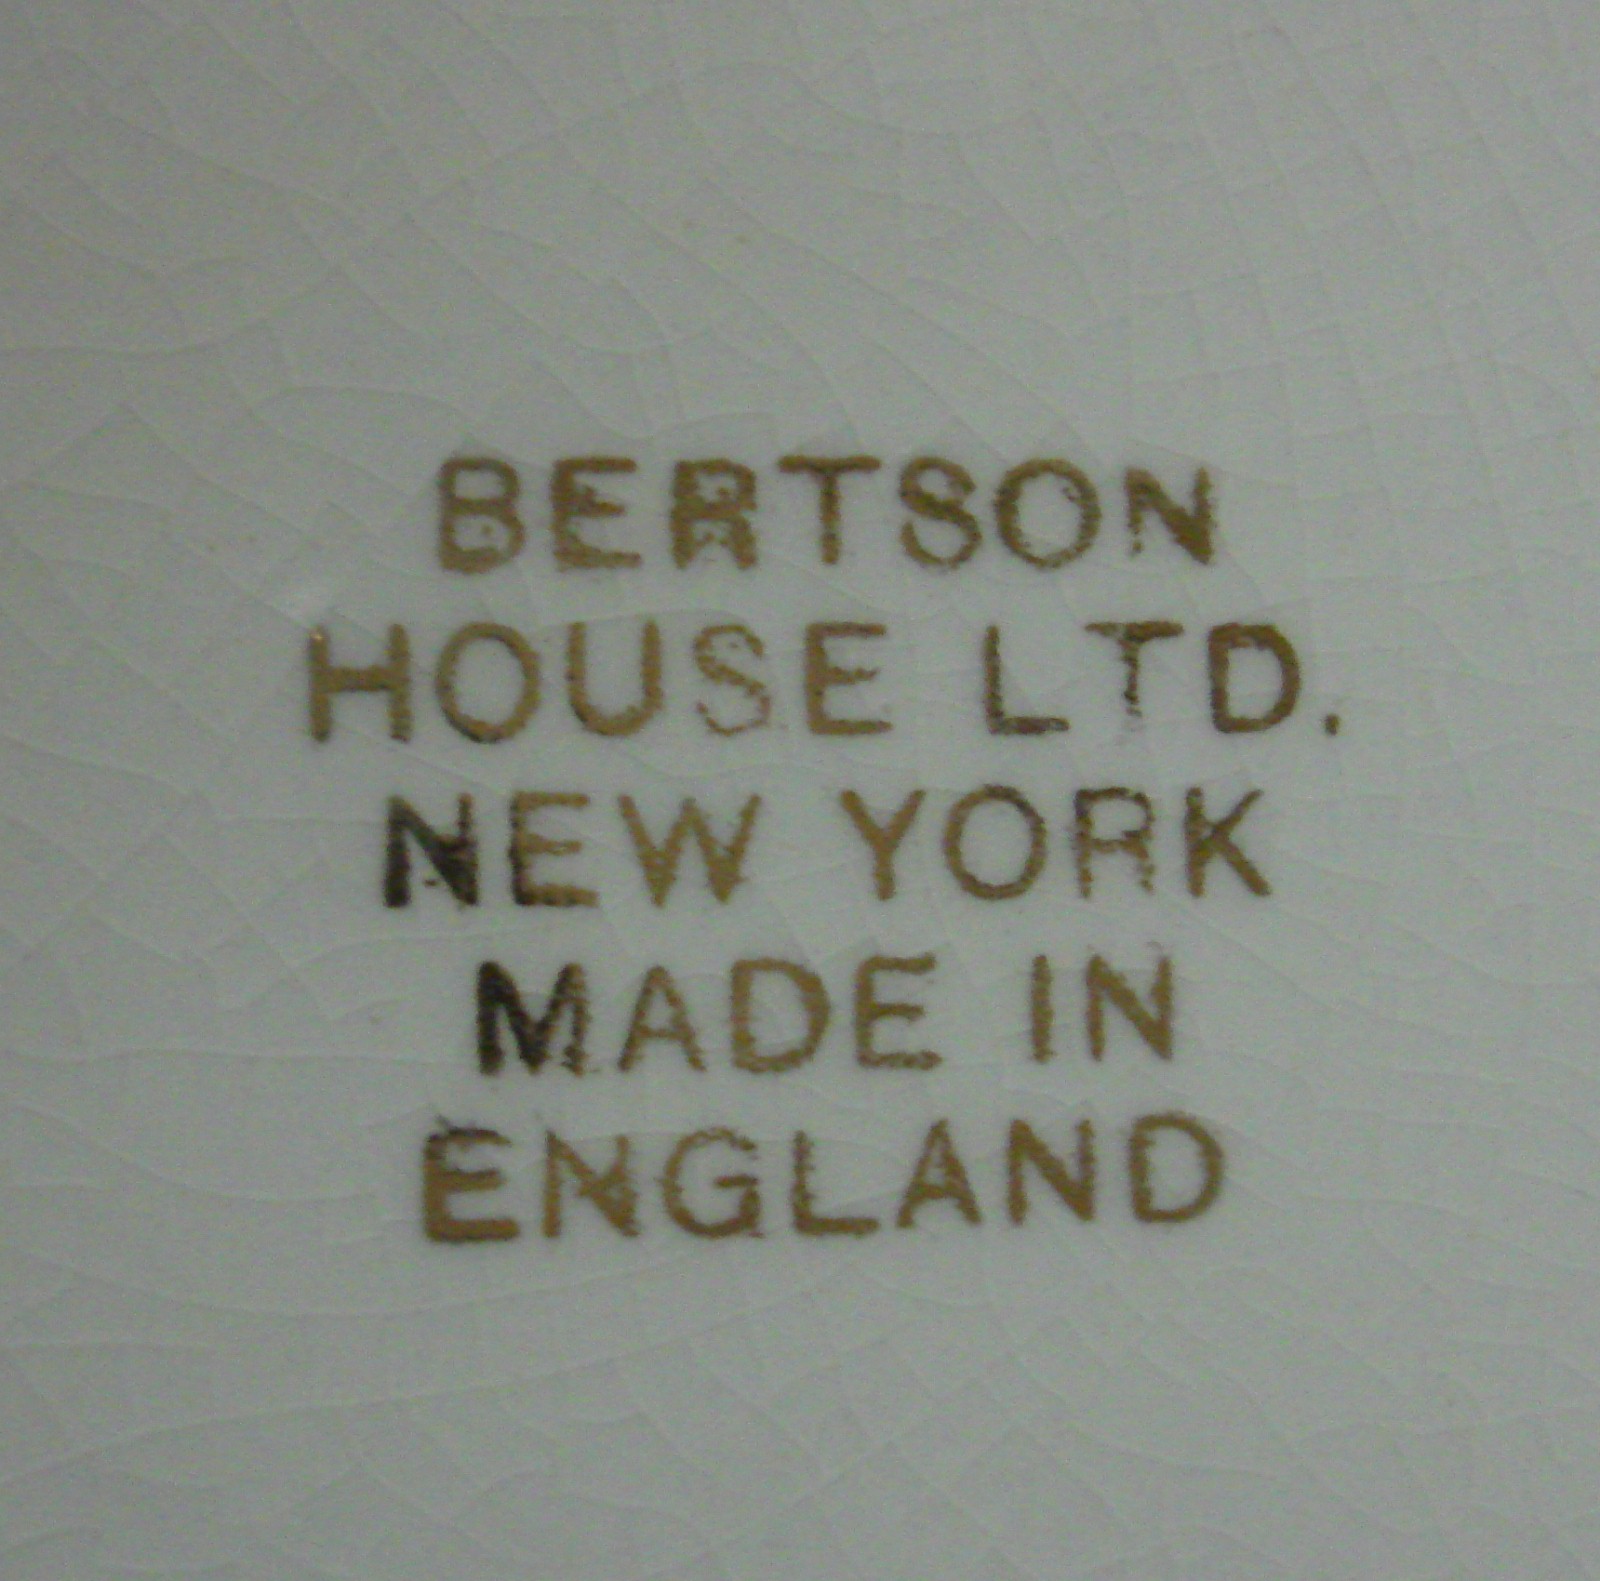 BERTSON
HOUSE LTD.
NEW YORK
MADE IN
ENGLAND